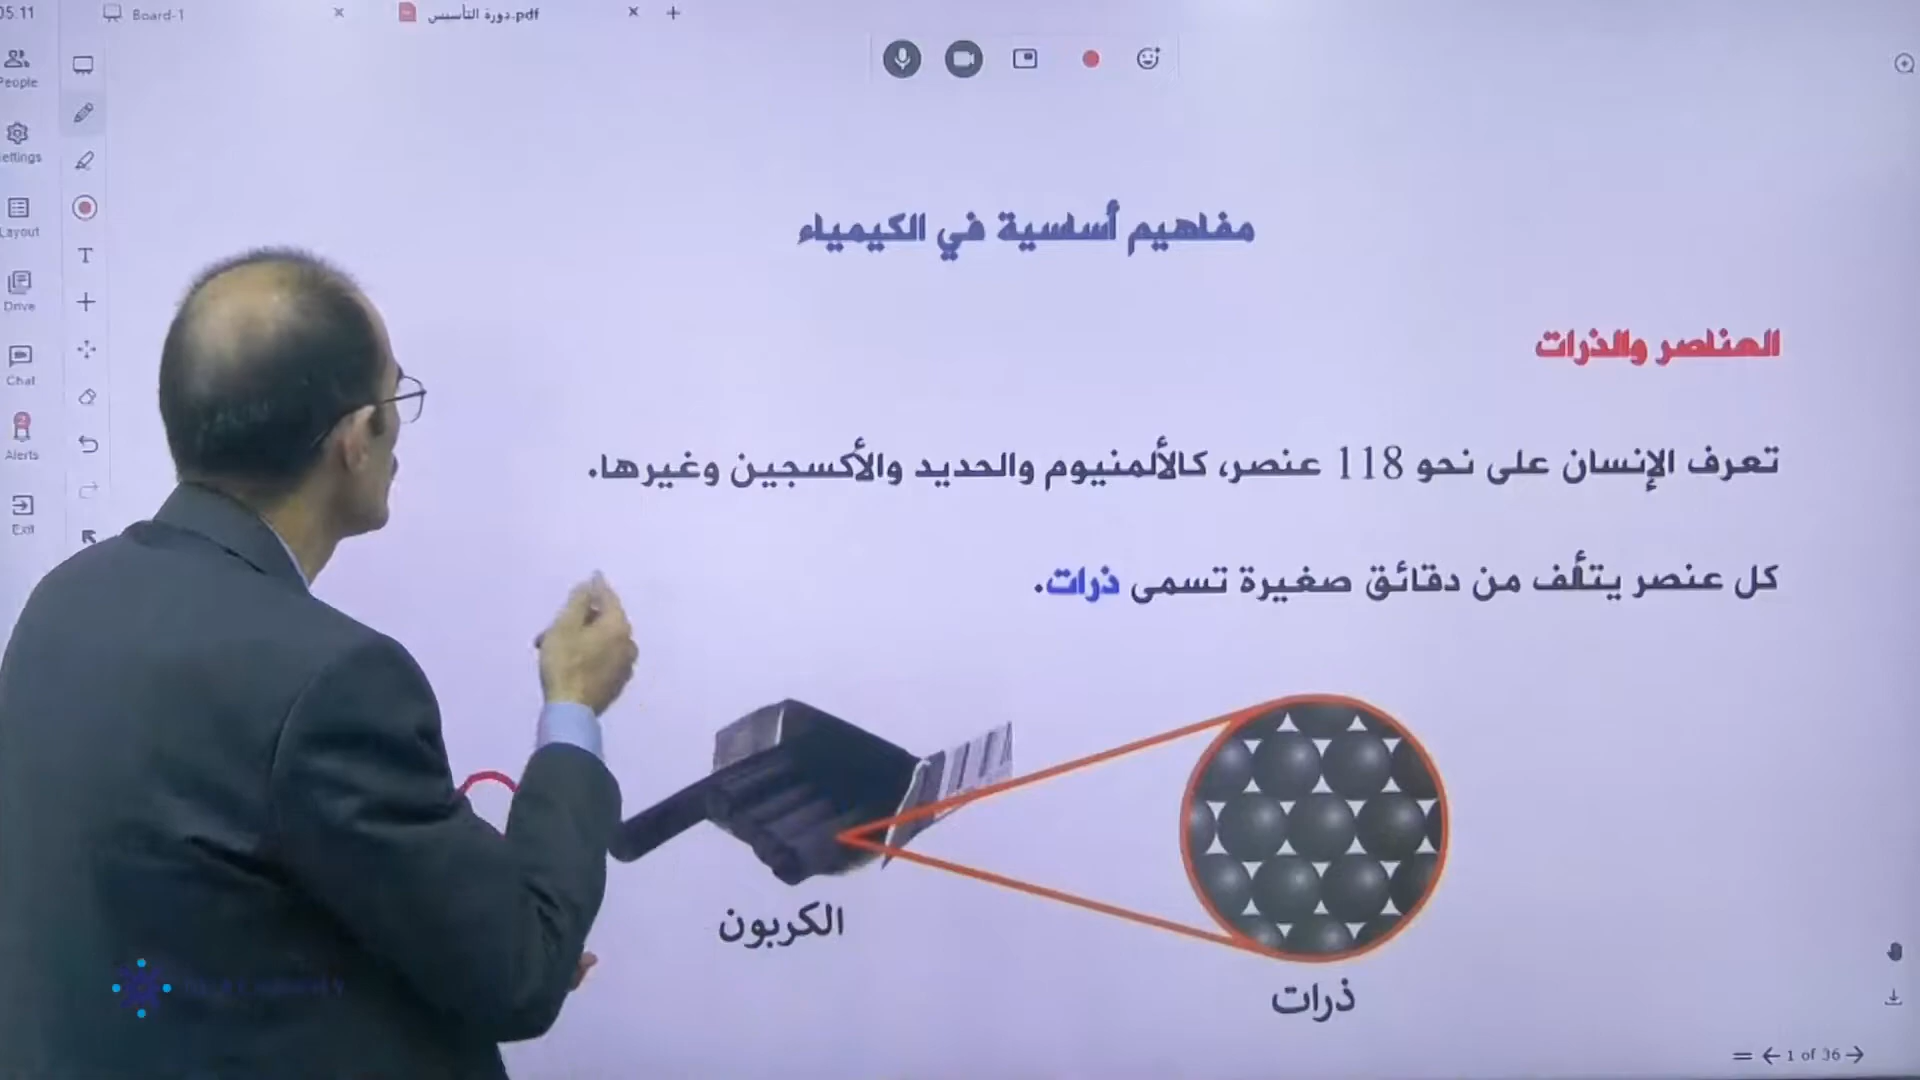 05.11
Board-1
دورة التأسيس.pdf
People
ettings
Layout
Drive
Chat
2
Alerts
Exit
T
مفاهيم أساسية في الكيمياء
العناصر والذرات
تعرف الإنسان على نحو 118 عنصر، كالألمنيوم والحديد والأكسجين وغيرها.
كل عنصر يتألف من دقائق صغيرة تسمى ذرات.
الكربون
ذرات
1 of 36